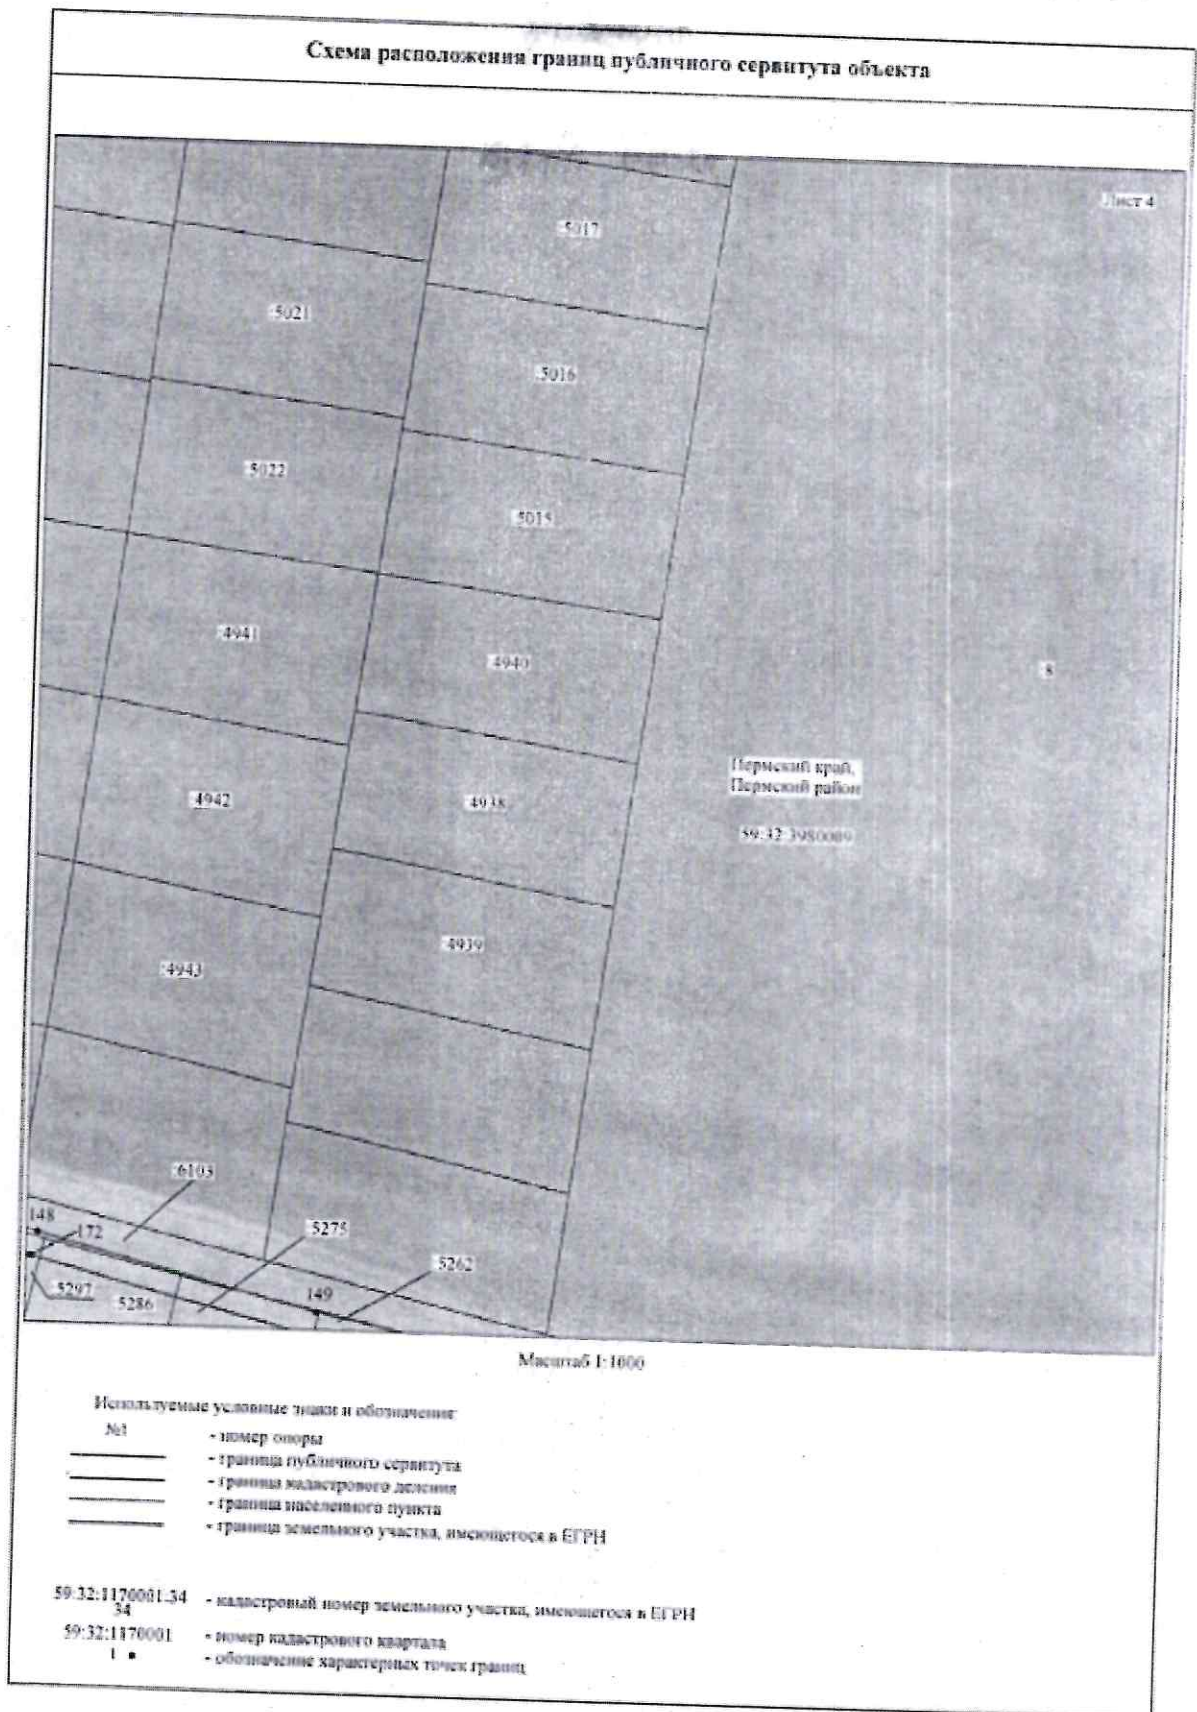 Схема расположения границ публичного сервитута объекта
Лист 4
:5017
:5021
:5016
:5022
:5015
:4941
:4940
:8
Пермский край,
Пермский район
:4942
:4938
59:32:3980009
:4939
:4943
:6103
148
172
:5275
:5262
:5297
:5286
149
Масштаб 1:1000
Используемые условные знаки и обозначения:
№1 - номер опоры
- граница публичного сервитута
- граница кадастрового деления
- граница населенного пункта
- граница земельного участка, имеющегося в ЕГРН
59:32:1170001:34
34 - кадастровый номер земельного участка, имеющегося в ЕГРН
59:32:1170001 - номер кадастрового квартала
1 • - обозначение характерных точек границ